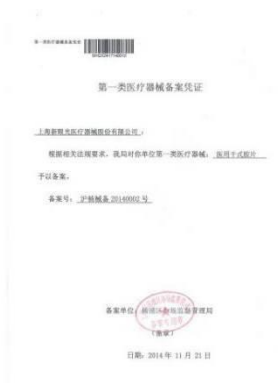 第一类医疗器械备案凭证
上海新眼光医疗器械股份有限公司：
根据相关法规要求，我局对你单位第一类医疗器械：医用干式胶片
予以备案。
备案号：沪杨械备20140002号
备案单位：
日期：2014年11月21日